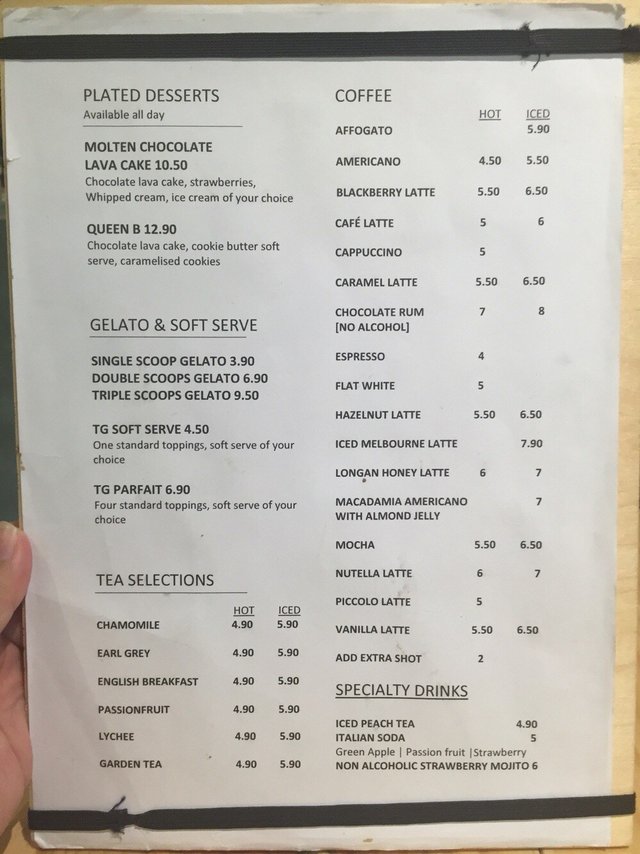 PLATED DESSERTS
Available all day
MOLTEN CHOCOLATE
LAVA CAKE 10.50
Chocolate lava cake, strawberries,
Whipped cream, ice cream of your choice
QUEEN B 12.90
Chocolate lava cake, cookie butter soft
serve, caramelised cookies
GELATO & SOFT SERVE
SINGLE SCOOP GELATO 3.90
DOUBLE SCOOPS GELATO 6.90
TRIPLE SCOOPS GELATO 9.50
TG SOFT SERVE 4.50
One standard toppings, soft serve of your
choice
TG PARFAIT 6.90
Four standard toppings, soft serve of your
choice
TEA SELECTIONS
HOT ICED
CHAMOMILE 4.90 5.90
EARL GREY 4.90 5.90
ENGLISH BREAKFAST 4.90 5.90
PASSIONFRUIT 4.90 5.90
LYCHEE 4.90 5.90
GARDEN TEA 4.90 5.90
COFFEE
HOT ICED
AFFOGATO 5.90
AMERICANO 4.50 5.50
BLACKBERRY LATTE 5.50 6.50
CAFÉ LATTE 5 6
CAPPUCCINO 5
CARAMEL LATTE 5.50 6.50
CHOCOLATE RUM 7 8
[NO ALCOHOL]
ESPRESSO 4
FLAT WHITE 5
HAZELNUT LATTE 5.50 6.50
ICED MELBOURNE LATTE 7.90
LONGAN HONEY LATTE 6 7
MACADAMIA AMERICANO 7
WITH ALMOND JELLY
MOCHA 5.50 6.50
NUTELLA LATTE 6 7
PICCOLO LATTE 5
VANILLA LATTE 5.50 6.50
ADD EXTRA SHOT 2
SPECIALTY DRINKS
ICED PEACH TEA 4.90
ITALIAN SODA 5
Green Apple | Passion fruit |Strawberry
NON ALCOHOLIC STRAWBERRY MOJITO 6